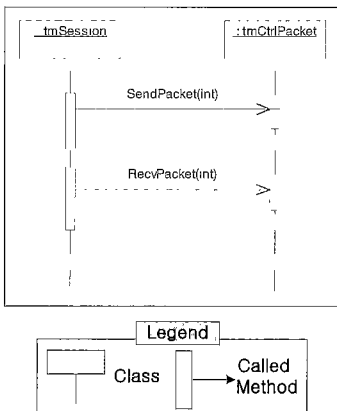 tmSession
: tmCtrlPacket
SendPacket(int)
RecvPacket(int)
Legend
Class
Called
Method